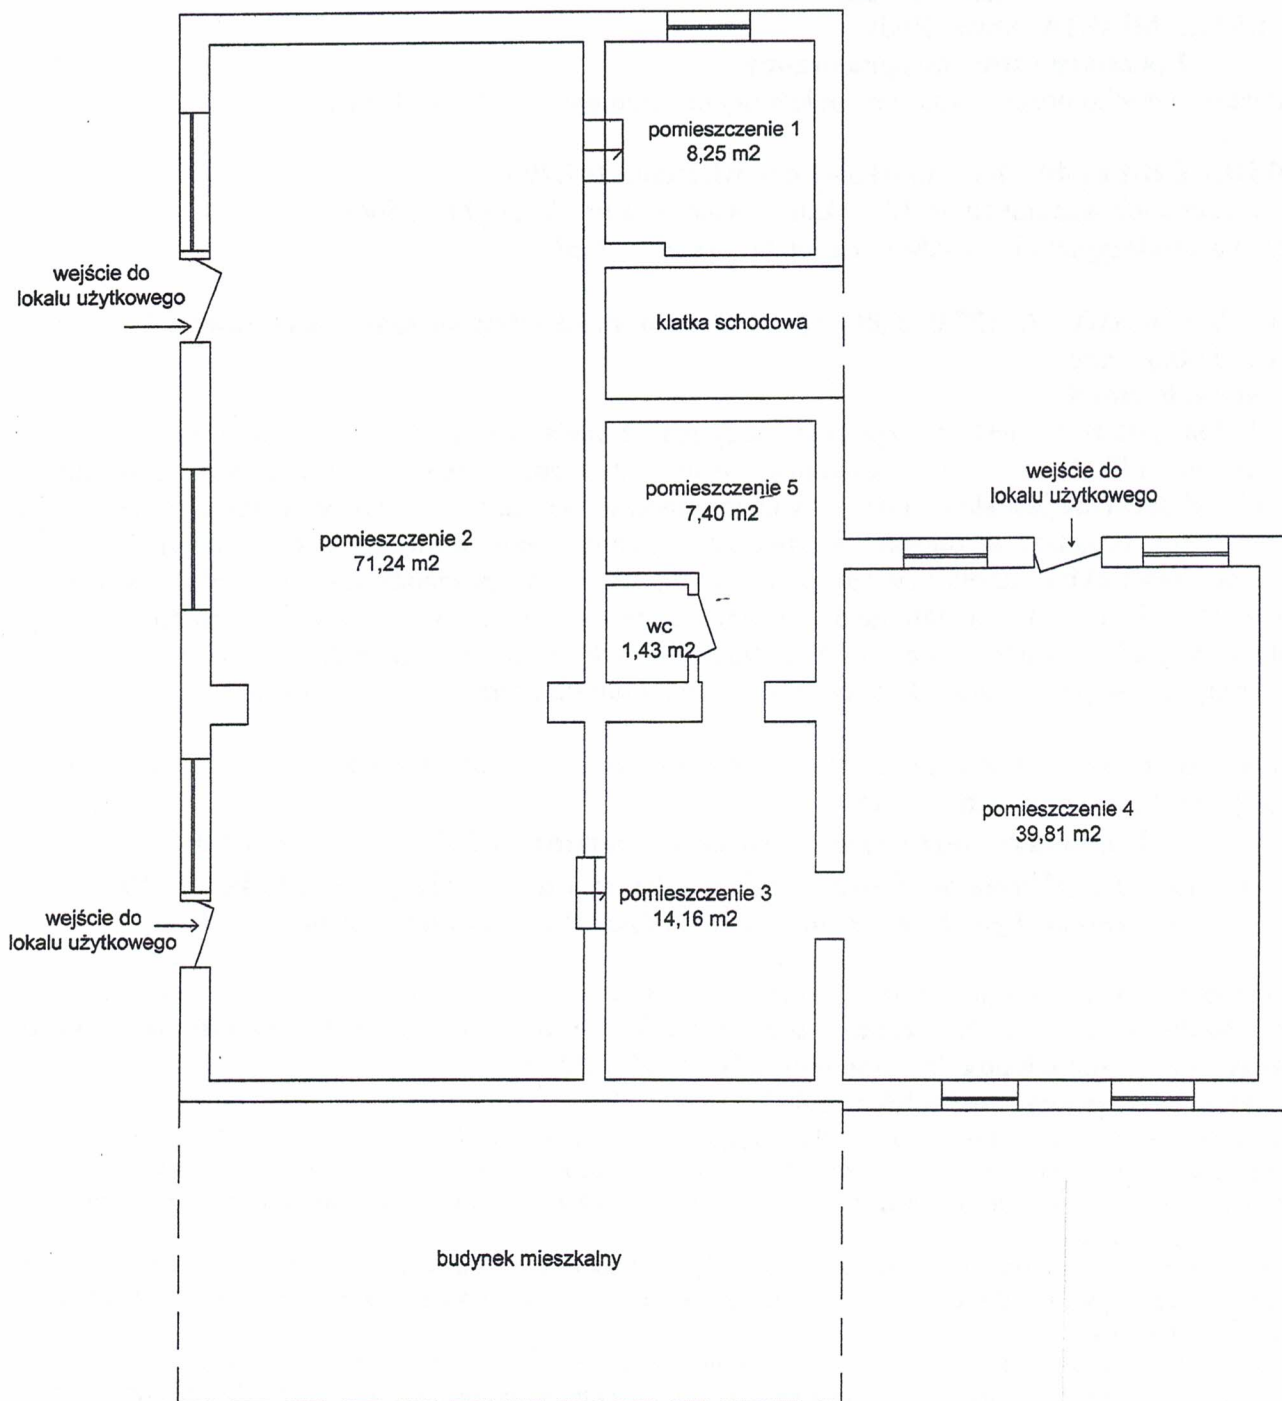 pomieszczenie 1
8,25 m2
wejście do
lokalu użytkowego
klatka schodowa
wejście do
lokalu użytkowego
pomieszczenie 5
7,40 m2
pomieszczenie 2
71,24 m2
wc
1,43 m2
pomieszczenie 4
39,81 m2
pomieszczenie 3
14,16 m2
wejście do
lokalu użytkowego
budynek mieszkalny